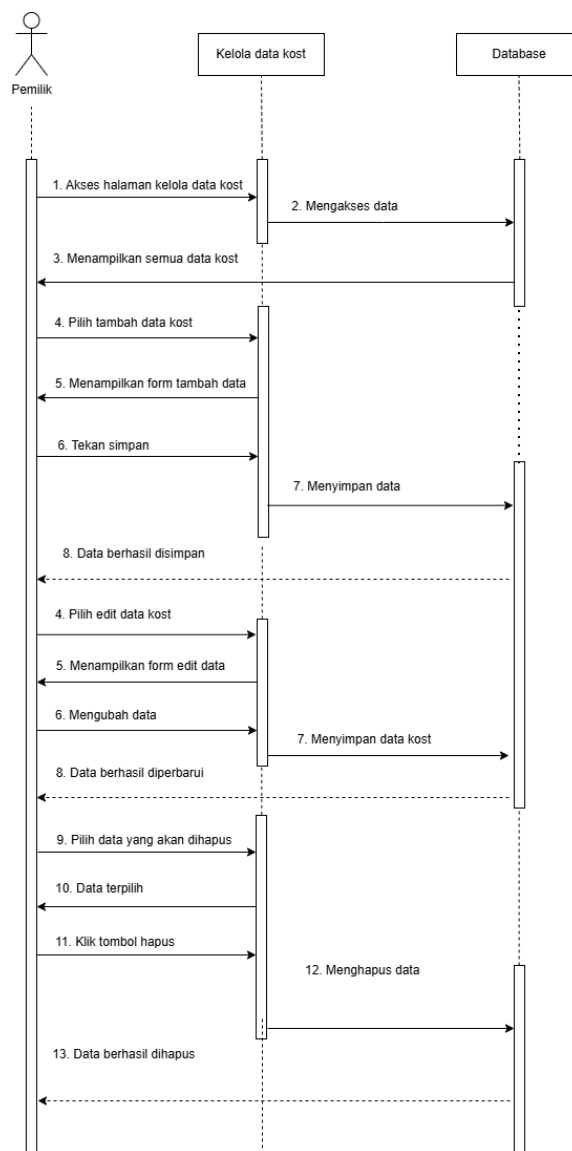 Kelola data kost
Database
Pemilik
1. Akses halaman kelola data kost
2. Mengakses data
3. Menampilkan semua data kost
4. Pilih tambah data kost
5. Menampilkan form tambah data
6. Tekan simpan
7. Menyimpan data
8. Data berhasil disimpan
4. Pilih edit data kost
5. Menampilkan form edit data
6. Mengubah data
7. Menyimpan data kost
8. Data berhasil diperbarui
9. Pilih data yang akan dihapus
10. Data terpilih
11. Klik tombol hapus
12. Menghapus data
13. Data berhasil dihapus